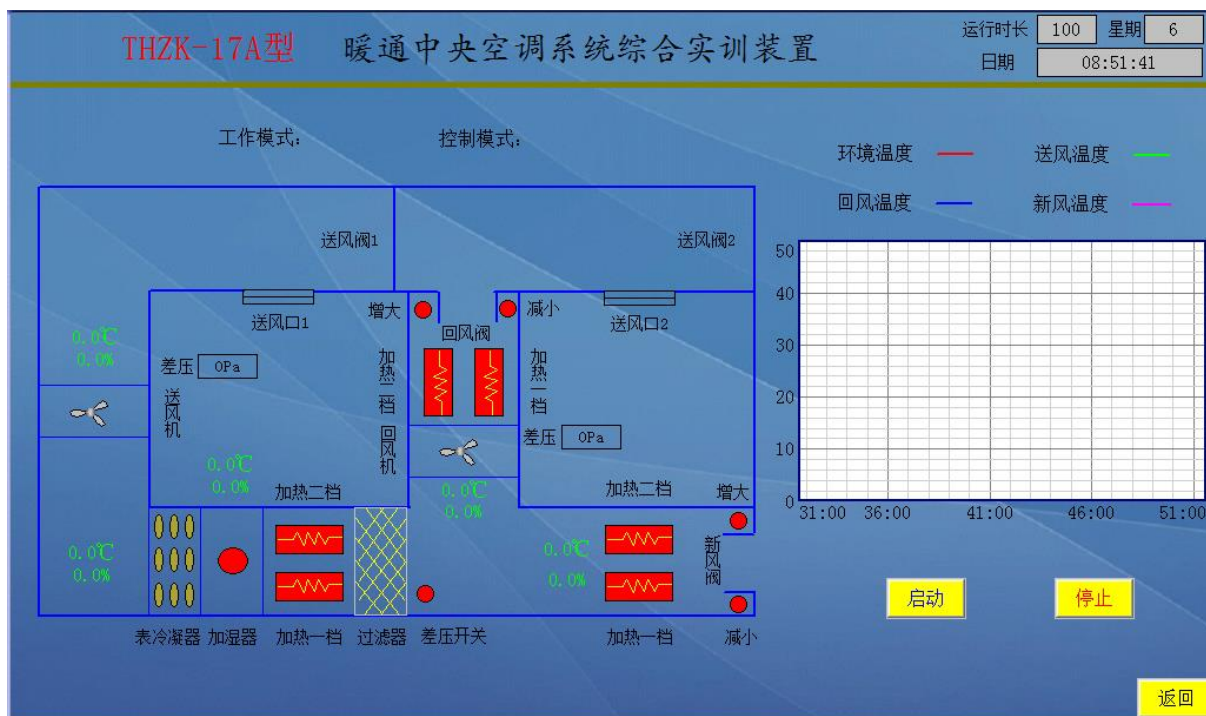 THZK-17A型 暖通中央空调系统综合实训装置
运行时长 100 星期 6
日期 08:51:41
工作模式： 控制模式：
环境温度 送风温度
回风温度 新风温度
送风阀1 送风阀2
50
40
30
20
10
0
31:00 36:00 41:00 46:00 51:00
增大 减小
送风口1 回风阀 送风口2
0.0℃
0.0%
差压 0Pa
加热二档
加热一档
送风机
回风机
差压 0Pa
0.0℃
0.0%
加热二档
0.0℃
0.0%
加热二档 增大
0.0℃
0.0%
0.0℃
0.0%
新风阀
表冷凝器 加湿器 加热一档 过滤器 差压开关 加热一档 减小
启动 停止
返回